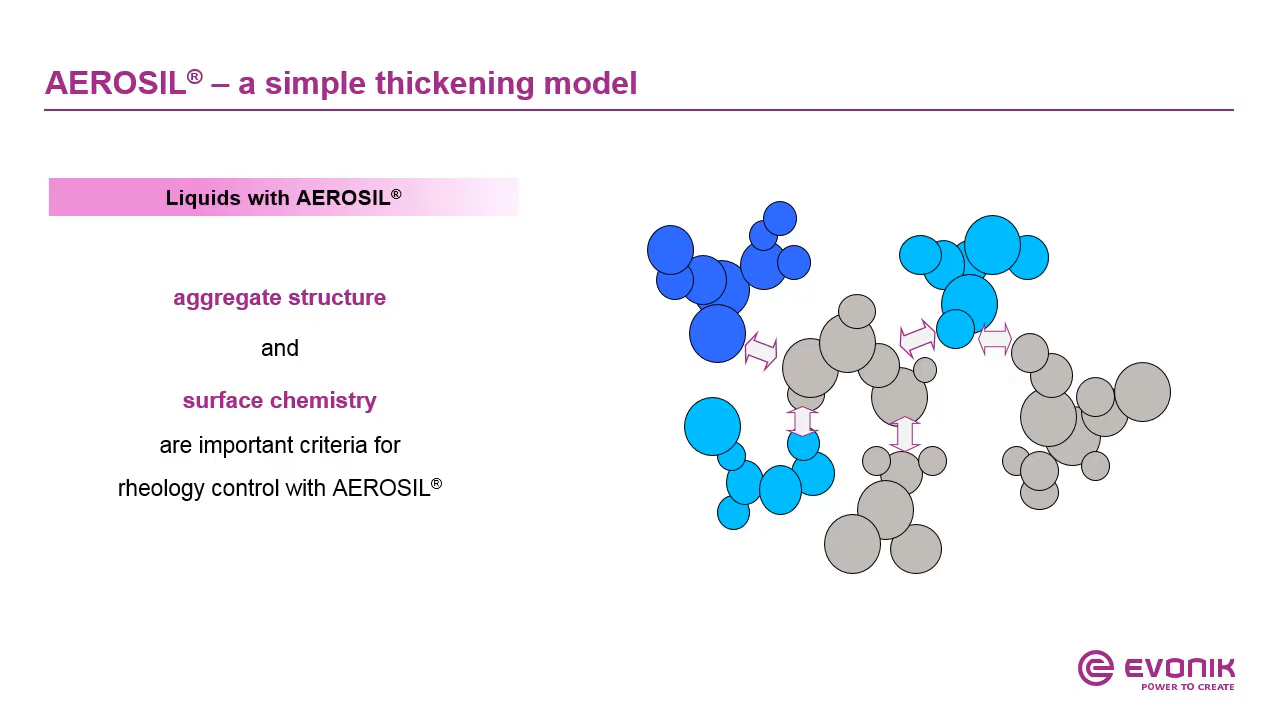 AEROSIL® – a simple thickening model
Liquids with AEROSIL®
aggregate structure
and
surface chemistry
are important criteria for
rheology control with AEROSIL®
EVONIK
POWER TO CREATE